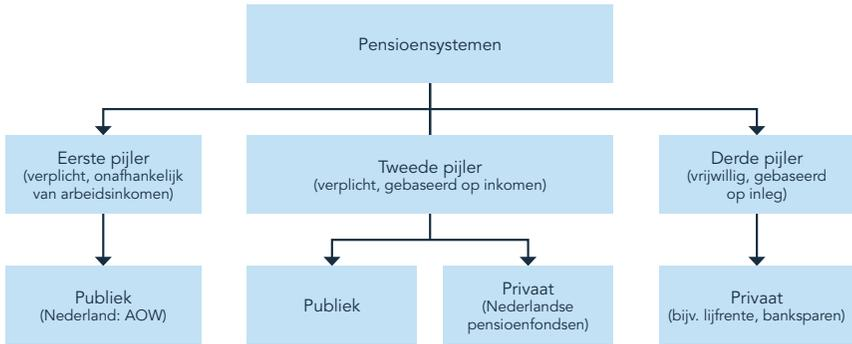 Pensioensystemen
Eerste pijler
(verplicht, onafhankelijk
van arbeidsinkomen)
Tweede pijler
(verplicht, gebaseerd op inkomen)
Derde pijler
(vrijwillig, gebaseerd
op inleg)
Publiek
(Nederland: AOW)
Publiek
Privaat
(Nederlandse
pensioenfondsen)
Privaat
(bijv. lijfrente, banksparen)